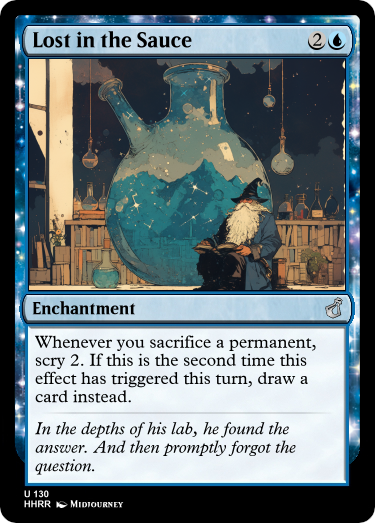 Lost in the Sauce 2
Enchantment
Whenever you sacrifice a permanent,
scry 2. If this is the second time this
effect has triggered this turn, draw a
card instead.
In the depths of his lab, he found the
answer. And then promptly forgot the
question.
U 130
HHRR Midjourney